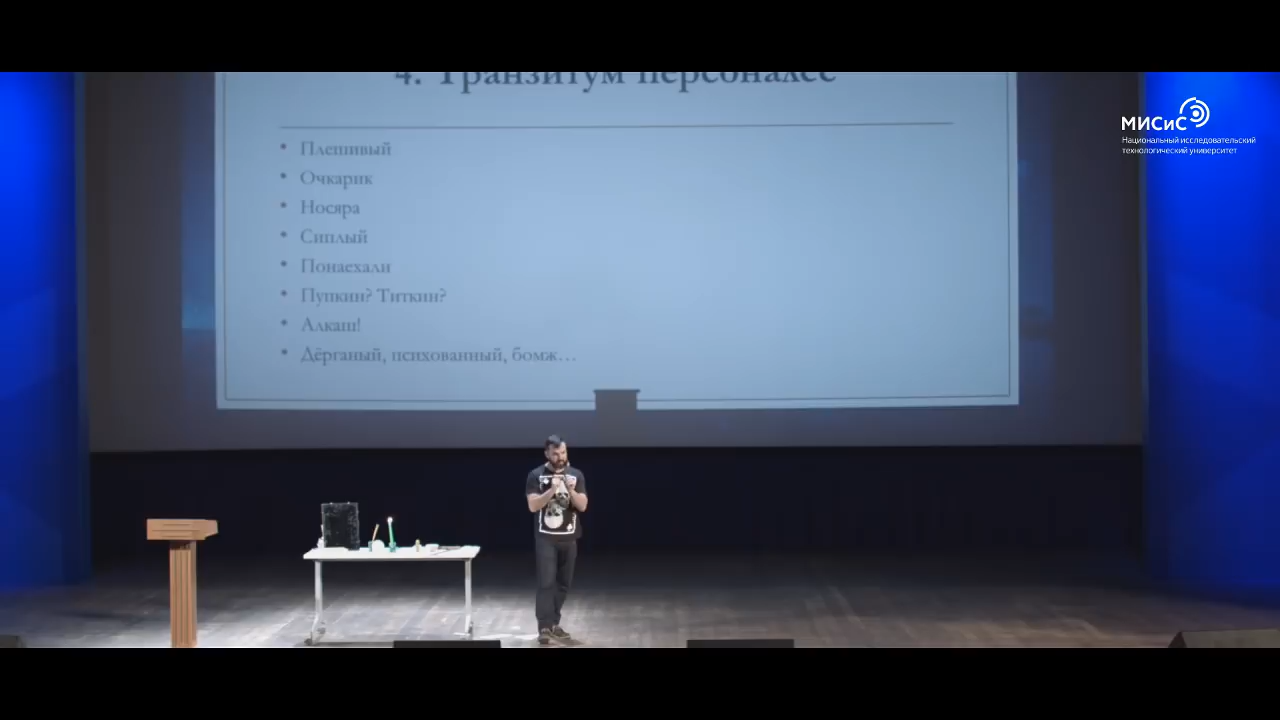 4. Транзитум персоналес
МИСиС
Национальный исследовательский
технологический университет
Плешивый
Очкарик
Носяра
Сиплый
Понаехали
Пупкин? Титкин?
Алкаш!
Дёрганый, психованный, бомж…